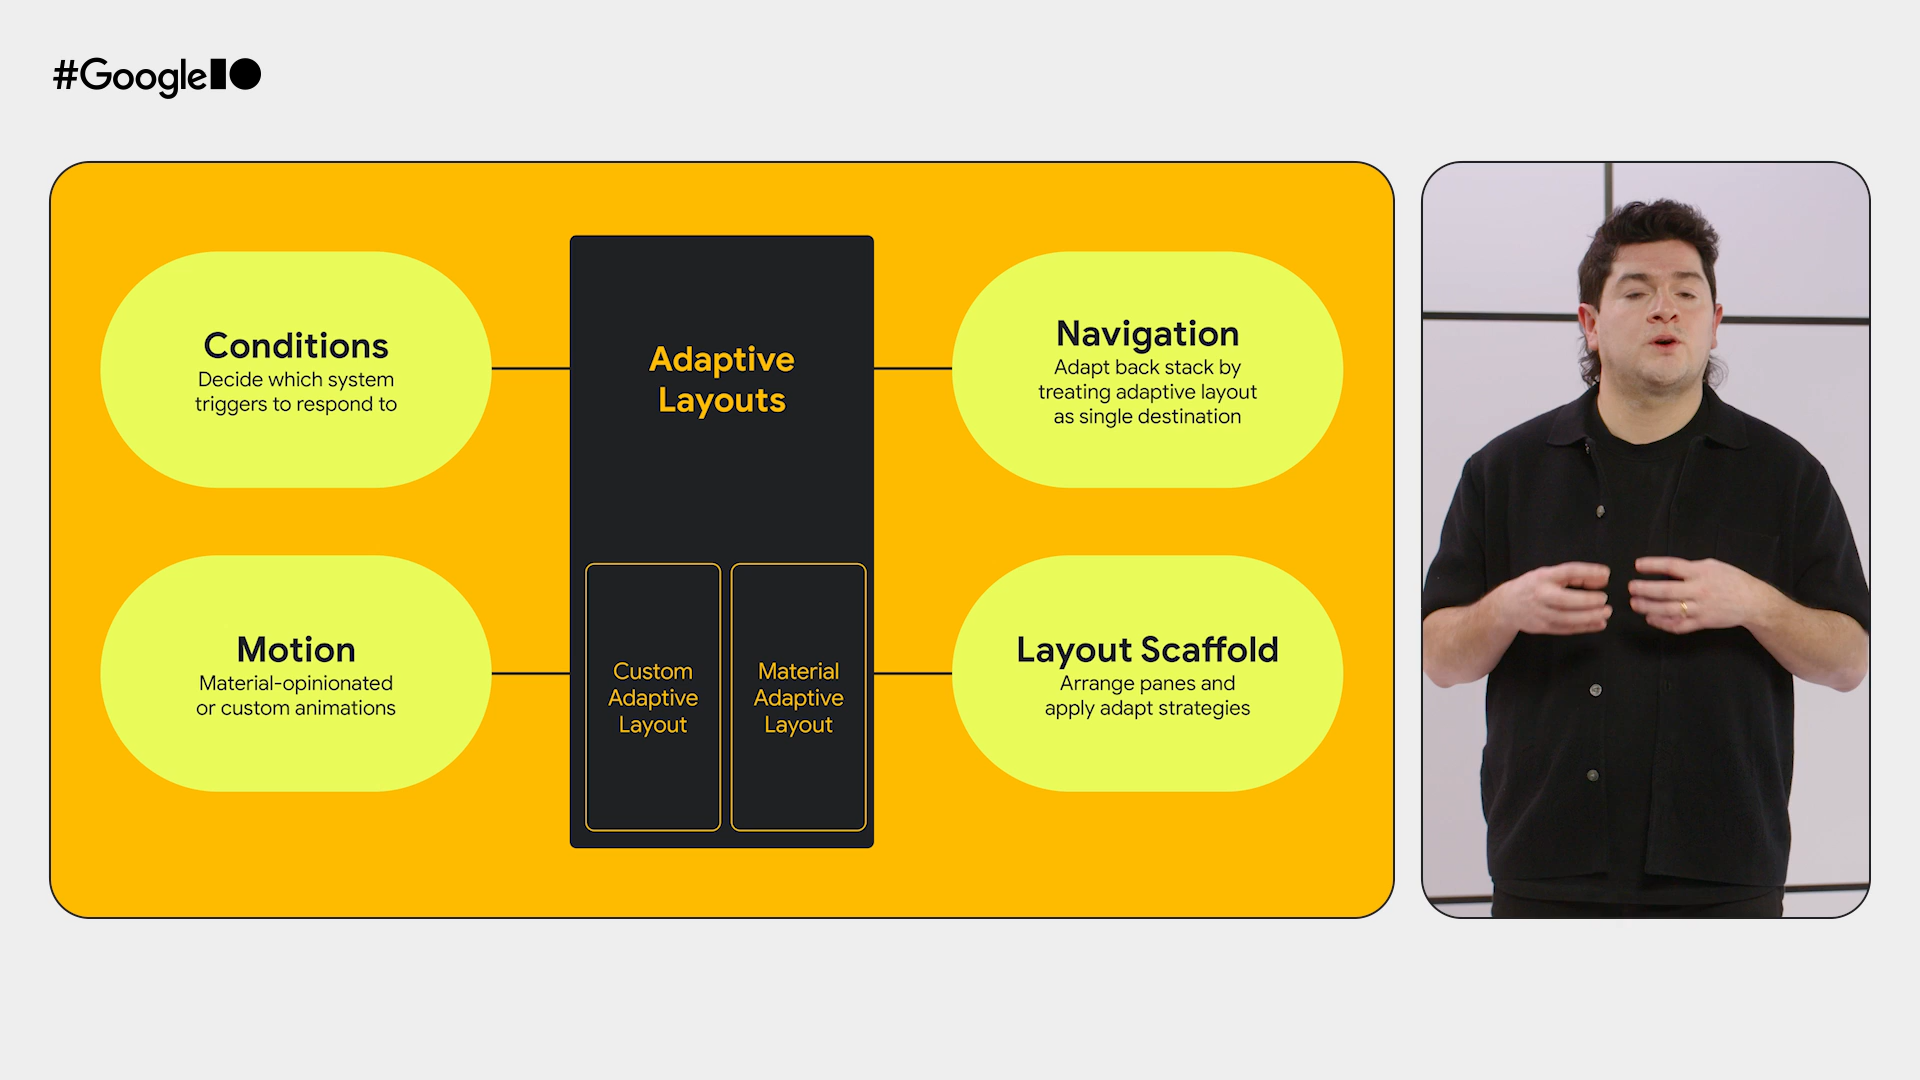 #GoogleIO
Conditions
Decide which system
triggers to respond to
Motion
Material-opinionated
or custom animations
Adaptive
Layouts
Custom
Adaptive
Layout
Material
Adaptive
Layout
Navigation
Adapt back stack by
treating adaptive layout
as single destination
Layout Scaffold
Arrange panes and
apply adapt strategies